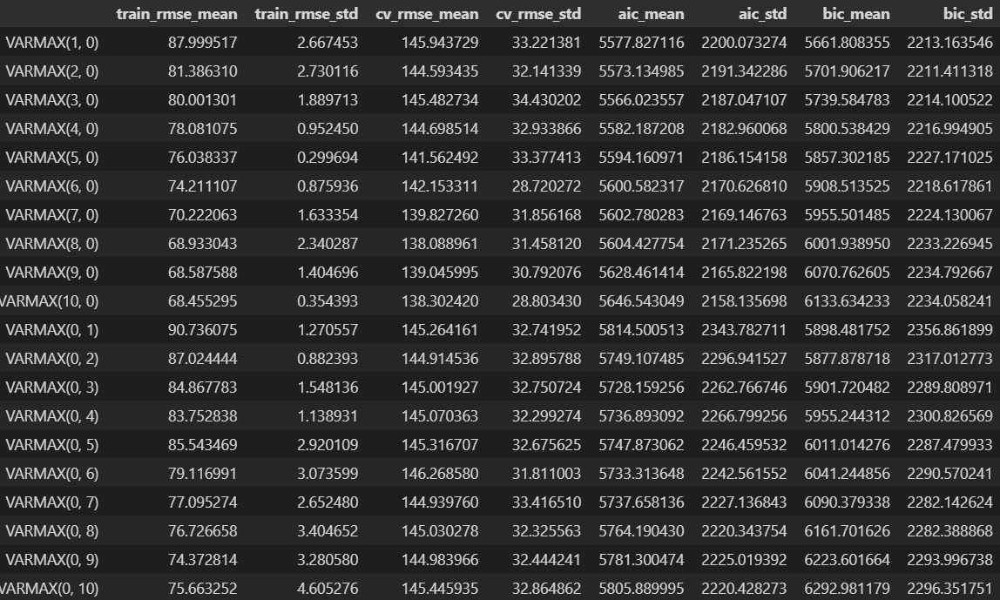 train_rmse_mean train_rmse_std cv_rmse_mean cv_rmse_std aic_mean aic_std bic_mean bic_std
VARMAX(1, 0) 87.999517 2.667453 145.943729 33.221381 5577.827116 2200.073274 5661.808355 2213.163546
VARMAX(2, 0) 81.386310 2.730116 144.593435 32.141339 5573.134985 2191.342286 5701.906217 2211.411318
VARMAX(3, 0) 80.001301 1.889713 145.482734 34.430202 5566.023557 2187.047107 5739.584783 2214.100522
VARMAX(4, 0) 78.081075 0.952450 144.698514 32.933866 5582.187208 2182.960068 5800.538429 2216.994905
VARMAX(5, 0) 76.038337 0.299694 141.562492 33.377413 5594.160971 2186.154158 5857.302185 2227.171025
VARMAX(6, 0) 74.211107 0.875936 142.153311 28.720272 5600.582317 2170.626810 5908.513525 2218.617861
VARMAX(7, 0) 70.222063 1.633354 139.827260 31.856168 5602.780283 2169.146763 5955.501485 2224.130067
VARMAX(8, 0) 68.933043 2.340287 138.088961 31.458120 5604.427754 2171.235265 6001.938950 2233.226945
VARMAX(9, 0) 68.587588 1.404696 139.045995 30.792076 5628.461414 2165.822198 6070.762605 2234.792667
VARMAX(10, 0) 68.455295 0.354393 138.302420 28.803430 5646.543049 2158.135698 6133.634233 2234.058241
VARMAX(0, 1) 90.736075 1.270557 145.264161 32.741952 5814.500513 2343.782711 5898.481752 2356.861899
VARMAX(0, 2) 87.024444 0.882393 144.914536 32.895788 5749.107485 2296.941527 5877.878718 2317.012773
VARMAX(0, 3) 84.867783 1.548136 145.001927 32.750724 5728.159256 2262.766746 5901.720482 2289.808971
VARMAX(0, 4) 83.752838 1.138931 145.070363 32.299274 5736.893092 2266.799256 5955.244312 2300.826569
VARMAX(0, 5) 85.543469 2.920109 145.316707 32.675625 5747.873062 2246.459532 6011.014276 2287.479933
VARMAX(0, 6) 79.116991 3.073599 146.268580 31.811003 5733.313648 2242.561552 6041.244856 2290.570241
VARMAX(0, 7) 77.095274 2.652480 144.939760 33.416510 5737.658136 2227.136843 6090.379338 2282.142624
VARMAX(0, 8) 76.726658 3.404652 145.030278 32.325563 5764.190430 2220.343754 6161.701626 2282.388868
VARMAX(0, 9) 74.372814 3.280580 144.983966 32.444241 5781.300474 2225.019392 6223.601664 2293.996738
VARMAX(0, 10) 75.663252 4.605276 145.445935 32.864862 5805.889995 2220.428273 6292.981179 2296.351751